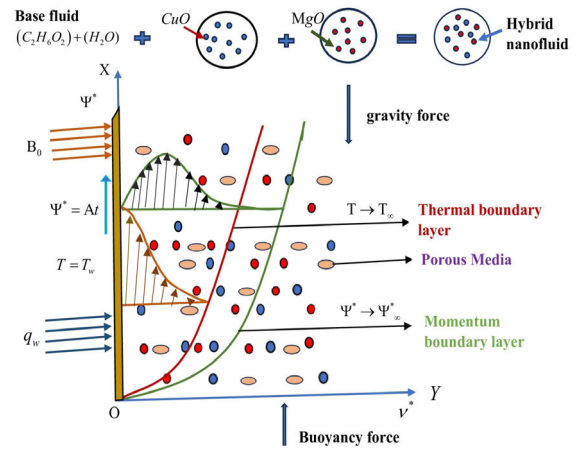 Base fluid
(C₂H₆O₂)+(H₂O)
CuO
MgO
Hybrid
nanofluid
X
Ψ*
B₀
gravity force
Ψ* = At
T → T∞
Thermal boundary
layer
T = Tw
Porous Media
Ψ* → Ψ*∞
qw
Momentum
boundary layer
O
ν*
Y
Buoyancy force